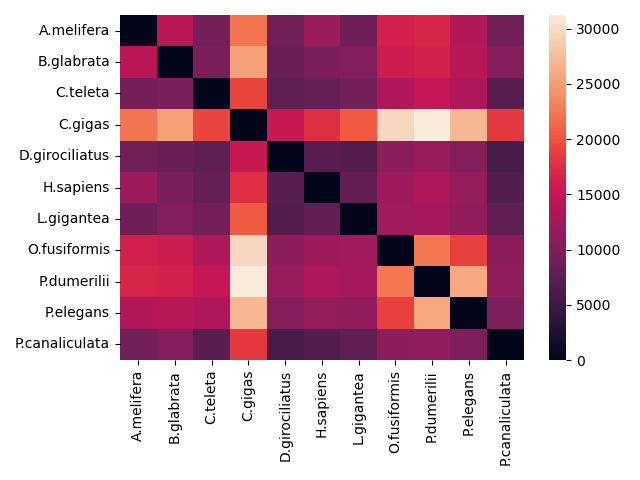 A.melifera
B.glabrata
C.teleta
C.gigas
D.girociliatus
H.sapiens
L.gigantea
O.fusiformis
P.dumerilii
P.elegans
P.canaliculata
A.melifera
B.glabrata
C.teleta
C.gigas
D.girociliatus
H.sapiens
L.gigantea
O.fusiformis
P.dumerilii
P.elegans
P.canaliculata
30000
25000
20000
15000
10000
5000
0